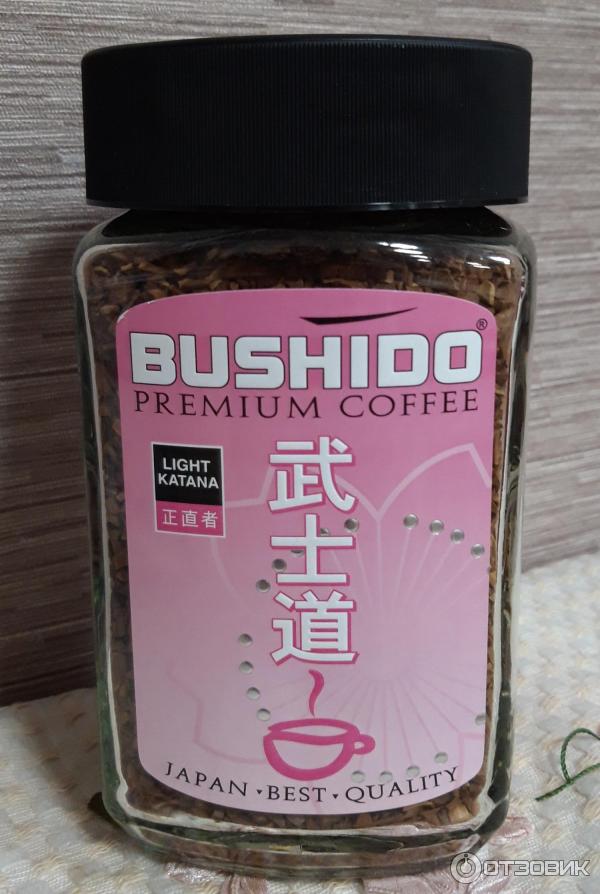 BUSHIDO®
PREMIUM COFFEE
LIGHT
KATANA
正直者
武士道
JAPAN ▾ BEST ▾ QUALITY
ОТЗОВИК